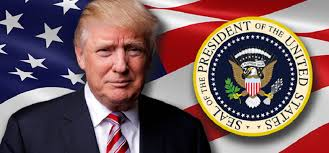 SEAL OF THE PRESIDENT OF THE UNITED STATES